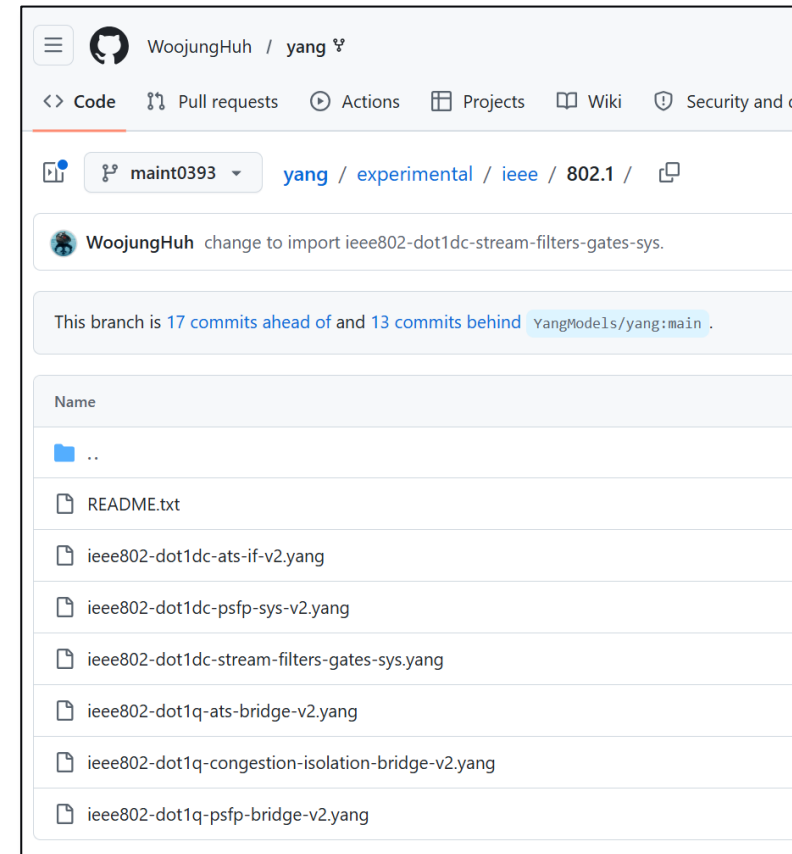 WoojungHuh / yang
<> Code Pull requests Actions Projects Wiki Security and
maint0393 yang / experimental / ieee / 802.1 /
WoojungHuh change to import ieee802-dot1dc-stream-filters-gates-sys.
This branch is 17 commits ahead of and 13 commits behind YangModels/yang:main .
Name
..
README.txt
ieee802-dot1dc-ats-if-v2.yang
ieee802-dot1dc-psfp-sys-v2.yang
ieee802-dot1dc-stream-filters-gates-sys.yang
ieee802-dot1q-ats-bridge-v2.yang
ieee802-dot1q-congestion-isolation-bridge-v2.yang
ieee802-dot1q-psfp-bridge-v2.yang